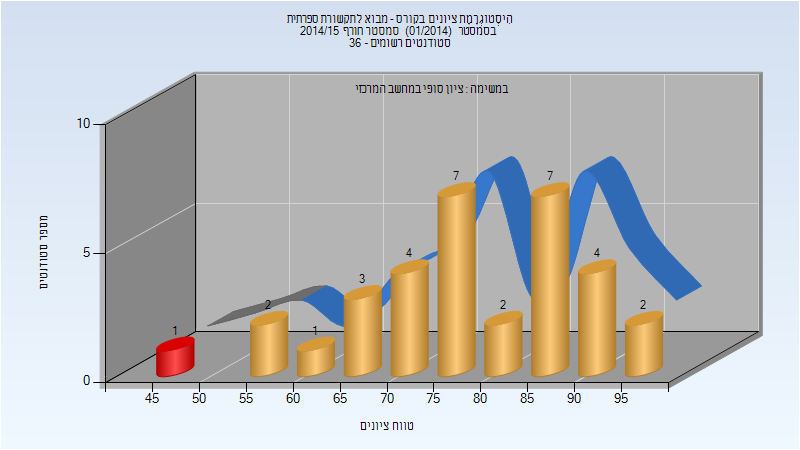 היסטוגרמת ציונים בקורס - מבוא לתקשורת ספרתית
בסמסטר (01/2014) סמסטר חורף 2014/15
סטודנטים רשומים - 36
במשימה : ציון סופי במחשב המרכזי
10
5
0
מספר סטודנטים
1
2
1
3
4
7
2
7
4
2
45 50 55 60 65 70 75 80 85 90 95
טווח ציונים